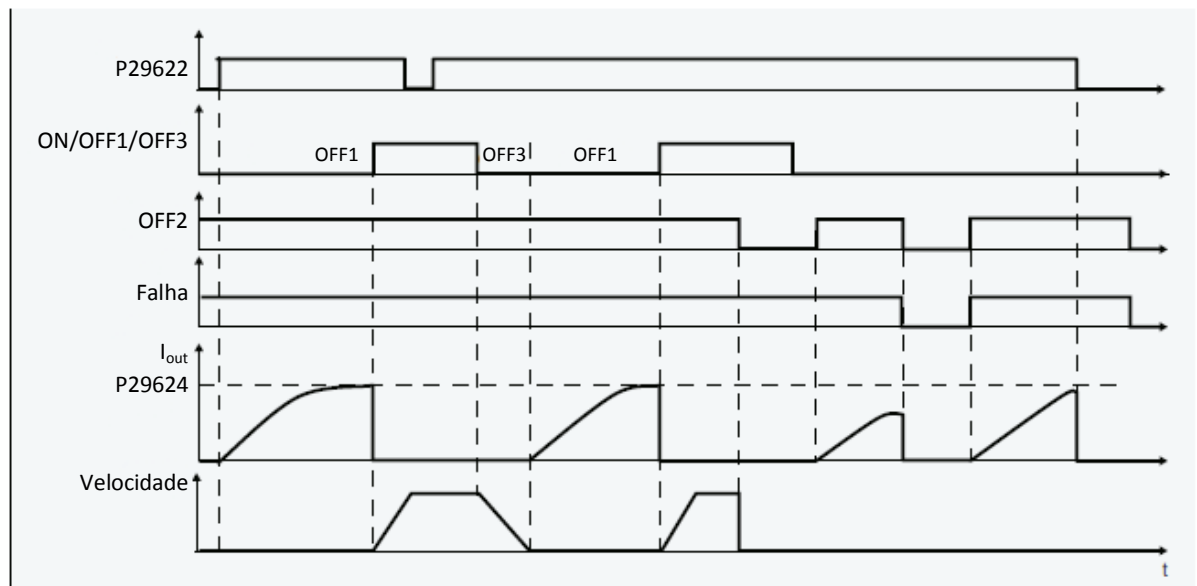 P29622
ON/OFF1/OFF3
OFF1
OFF3
OFF1
OFF2
Falha
Iout
P29624
Velocidade
t